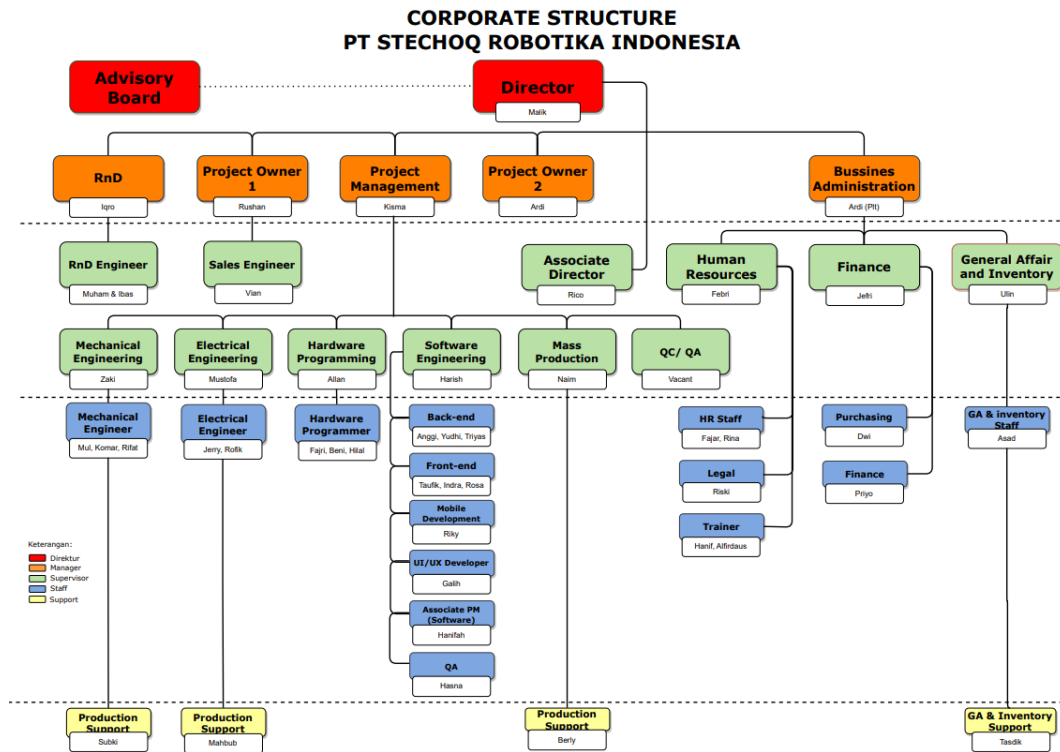 CORPORATE STRUCTURE
PT STECHOQ ROBOTIKA INDONESIA
Advisory
Board
Director
Malik
RnD
Iqro
Project Owner
1
Rushan
Project
Management
Kisma
Project Owner
2
Ardi
Bussines
Administration
Ardi (Plt)
RnD Engineer
Muham & Ibas
Sales Engineer
Vian
Associate
Director
Rico
Human
Resources
Febri
Finance
Jefri
General Affair
and Inventory
Ulin
Mechanical
Engineering
Zaki
Electrical
Engineering
Mustofa
Hardware
Programming
Allan
Software
Engineering
Harish
Mass
Production
Naim
QC/ QA
Vacant
Mechanical
Engineer
Mul, Komar, Rifat
Electrical
Engineer
Jerry, Rofik
Hardware
Programmer
Fajri, Beni, Hilal
Back-end
Anggi, Yudhi, Triyas
Front-end
Taufik, Indra, Rosa
Mobile
Development
Riky
UI/UX Developer
Galih
Associate PM
(Software)
Hanifah
QA
Hasna
HR Staff
Fajar, Rina
Legal
Riski
Trainer
Hanif, Alfirdaus
Purchasing
Dwi
Finance
Priyo
GA & inventory
Staff
Asad
Keterangan:
Direktur
Manager
Supervisor
Staff
Support
Production
Support
Subki
Production
Support
Mahbub
Production
Support
Berly
GA & Inventory
Support
Tasdik